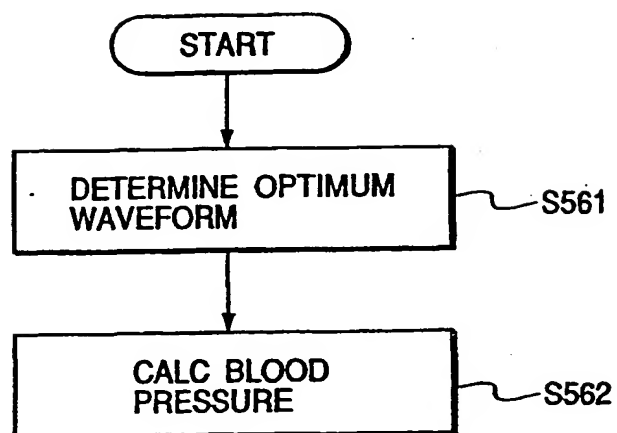 START
DETERMINE OPTIMUM
WAVEFORM
S561
CALC BLOOD
PRESSURE
S562